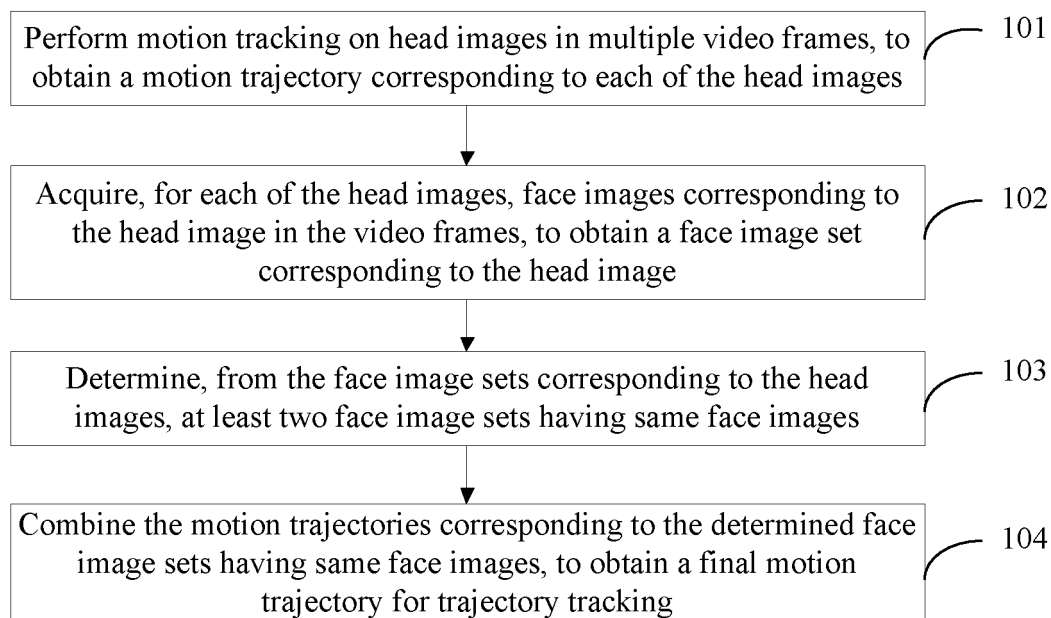 Perform motion tracking on head images in multiple video frames, to
obtain a motion trajectory corresponding to each of the head images
101
Acquire, for each of the head images, face images corresponding to
the head image in the video frames, to obtain a face image set
corresponding to the head image
102
Determine, from the face image sets corresponding to the head
images, at least two face image sets having same face images
103
Combine the motion trajectories corresponding to the determined face
image sets having same face images, to obtain a final motion
trajectory for trajectory tracking
104